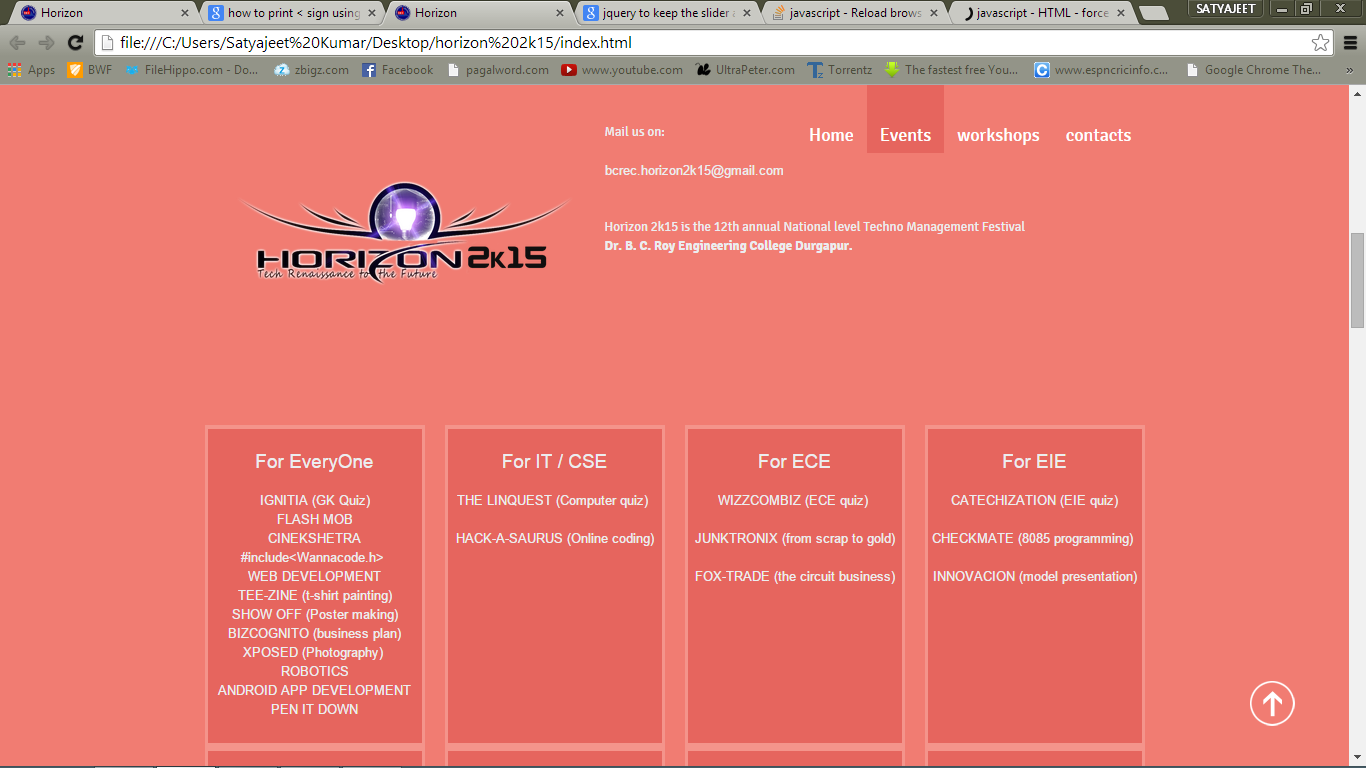 Horizon
how to print < sign using
Horizon
jquery to keep the slider a
javascript - Reload brows
javascript - HTML - force
SATYAJEET
file:///C:/Users/Satyajeet%20Kumar/Desktop/horizon%202k15/index.html
Apps
BWF
FileHippo.com - Do...
zbigz.com
Facebook
pagalword.com
www.youtube.com
UltraPeter.com
Torrentz
The fastest free You...
www.espncricinfo.c...
Google Chrome The...
»
Mail us on:
Home Events workshops contacts
bcrec.horizon2k15@gmail.com
Horizon 2k15 is the 12th annual National level Techno Management Festival
Dr. B. C. Roy Engineering College Durgapur.
HORIZON 2K15
Tech Renaissance to the Future
For EveryOne
IGNITIA (GK Quiz)
FLASH MOB
CINEKSHETRA
#include<Wannacode.h>
WEB DEVELOPMENT
TEE-ZINE (t-shirt painting)
SHOW OFF (Poster making)
BIZCOGNITO (business plan)
XPOSED (Photography)
ROBOTICS
ANDROID APP DEVELOPMENT
PEN IT DOWN
For IT / CSE
THE LINQUEST (Computer quiz)
HACK-A-SAURUS (Online coding)
For ECE
WIZZCOMBIZ (ECE quiz)
JUNKTRONIX (from scrap to gold)
FOX-TRADE (the circuit business)
For EIE
CATECHIZATION (EIE quiz)
CHECKMATE (8085 programming)
INNOVACION (model presentation)